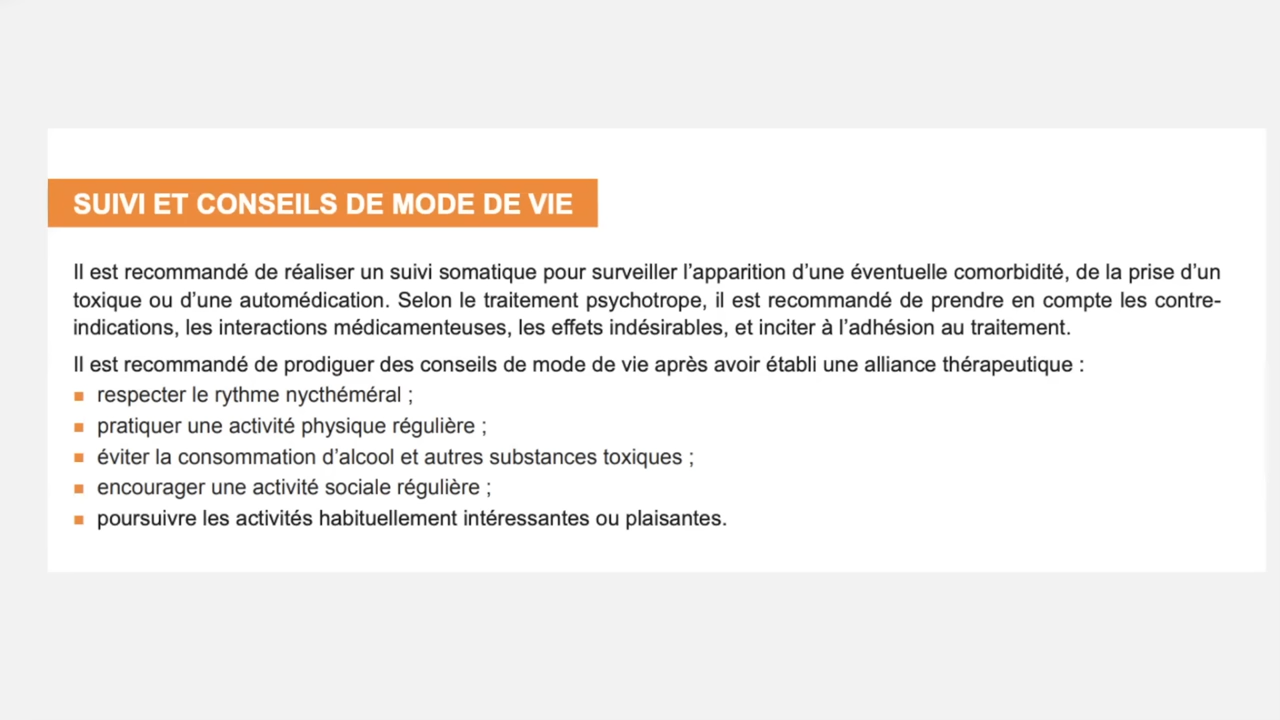 SUIVI ET CONSEILS DE MODE DE VIE
Il est recommandé de réaliser un suivi somatique pour surveiller l’apparition d’une éventuelle comorbidité, de la prise d’un
toxique ou d’une automédication. Selon le traitement psychotrope, il est recommandé de prendre en compte les contre-
indications, les interactions médicamenteuses, les effets indésirables, et inciter à l’adhésion au traitement.
Il est recommandé de prodiguer des conseils de mode de vie après avoir établi une alliance thérapeutique :
■ respecter le rythme nycthéméral ;
■ pratiquer une activité physique régulière ;
■ éviter la consommation d’alcool et autres substances toxiques ;
■ encourager une activité sociale régulière ;
■ poursuivre les activités habituellement intéressantes ou plaisantes.